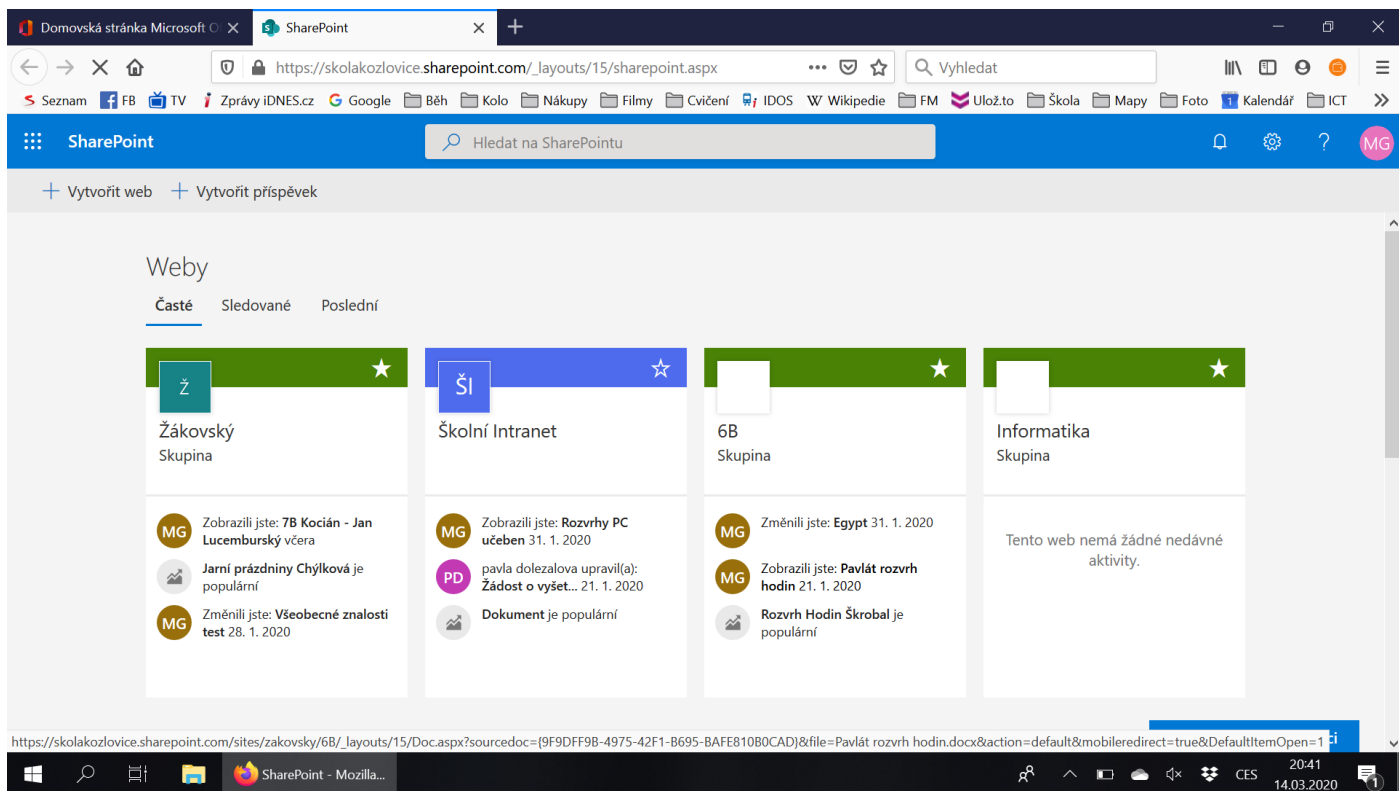 Domovská stránka Microsoft O
SharePoint
https://skolakozlovice.sharepoint.com/_layouts/15/sharepoint.aspx
Vyhledat
Seznam FB TV Zprávy iDNES.cz Google Běh Kolo Nákupy Filmy Cvičení IDOS Wikipedie FM Ulož.to Škola Mapy Foto Kalendář ICT
SharePoint
Hledat na SharePointu
MG
Vytvořit web
Vytvořit příspěvek
Weby
Časté Sledované Poslední
Ž
Žákovský
Skupina
MG
Zobrazili jste: 7B Kocián - Jan
Lucemburský včera
Jarní prázdniny Chýlková je
populární
MG
Změnili jste: Všeobecné znalosti
test 28. 1. 2020
ŠI
Školní Intranet
MG
Zobrazili jste: Rozvrhy PC
učeben 31. 1. 2020
PD
pavla dolezalova upravil(a):
Žádost o vyšet... 21. 1. 2020
Dokument je populární
6B
Skupina
MG
Změnili jste: Egypt 31. 1. 2020
MG
Zobrazili jste: Pavlát rozvrh
hodin 21. 1. 2020
Rozvrh Hodin Škrobal je
populární
Informatika
Skupina
Tento web nemá žádné nedávné
aktivity.
https://skolakozlovice.sharepoint.com/sites/zakovsky/6B/_layouts/15/Doc.aspx?sourcedoc={9F9DFF9B-4975-42F1-B695-BAFE810B0CAD}&file=Pavlát rozvrh hodin.docx&action=default&mobileredirect=true&DefaultItemOpen=1
SharePoint - Mozilla...
CES
20:41
14.03.2020
1